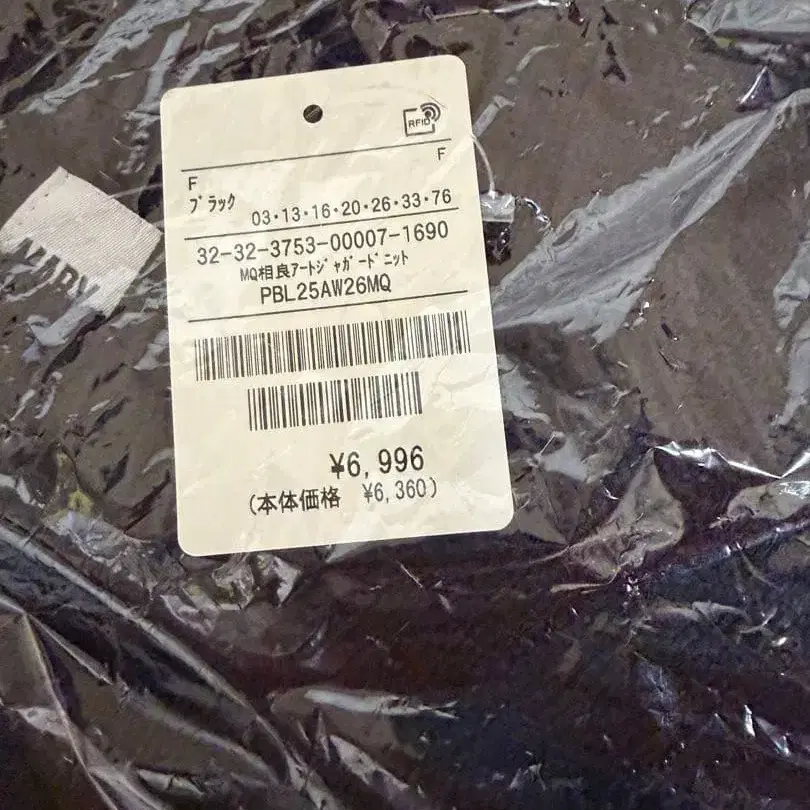 RFID
F
F
ブラック 03・13・16・20・26・33・76
32-32-3753-00007-1690
MQ相良アートジャガードニット
PBL25AW26MQ
¥6,996
(本体価格 ¥6,360)